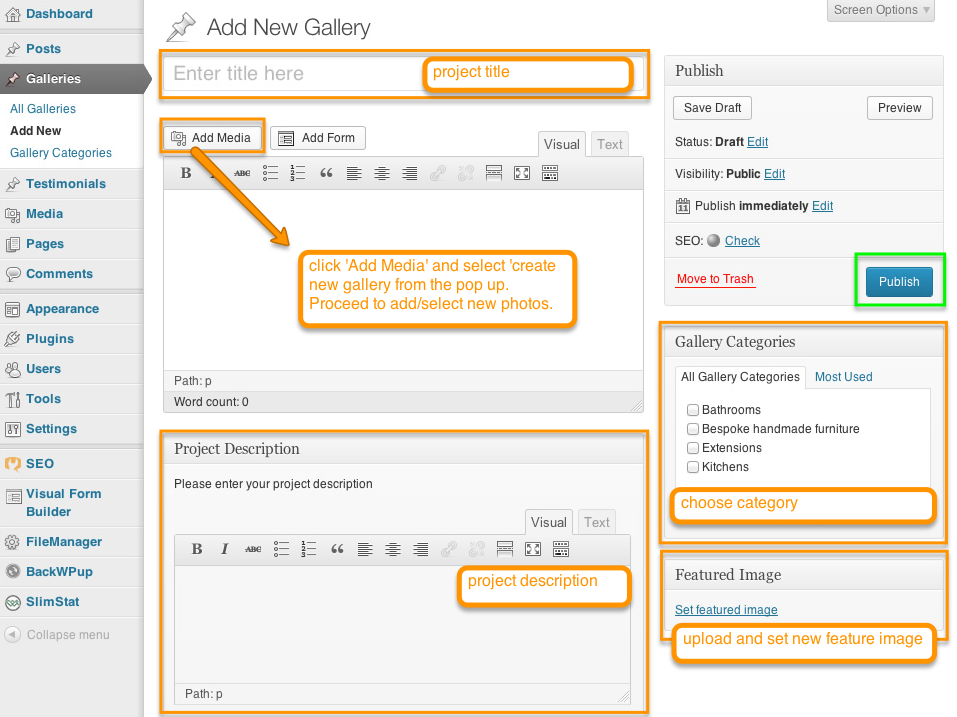 Dashboard
Posts
Galleries
All Galleries
Add New
Gallery Categories
Testimonials
Media
Pages
Comments
Appearance
Plugins
Users
Tools
Settings
SEO
Visual Form
Builder
FileManager
BackWPup
SlimStat
Collapse menu
Screen Options
Add New Gallery
Enter title here
project title
Add Media
Add Form
Visual
Text
B
ABC
click 'Add Media' and select 'create
new gallery from the pop up.
Proceed to add/select new photos.
Path: p
Word count: 0
Project Description
Please enter your project description
Visual
Text
B I ABC
project description
Path: p
Publish
Save Draft
Preview
Status: Draft Edit
Visibility: Public Edit
11 Publish immediately Edit
SEO: Check
Move to Trash
Publish
Gallery Categories
All Gallery Categories
Most Used
Bathrooms
Bespoke handmade furniture
Extensions
Kitchens
choose category
Featured Image
Set featured image
upload and set new feature image